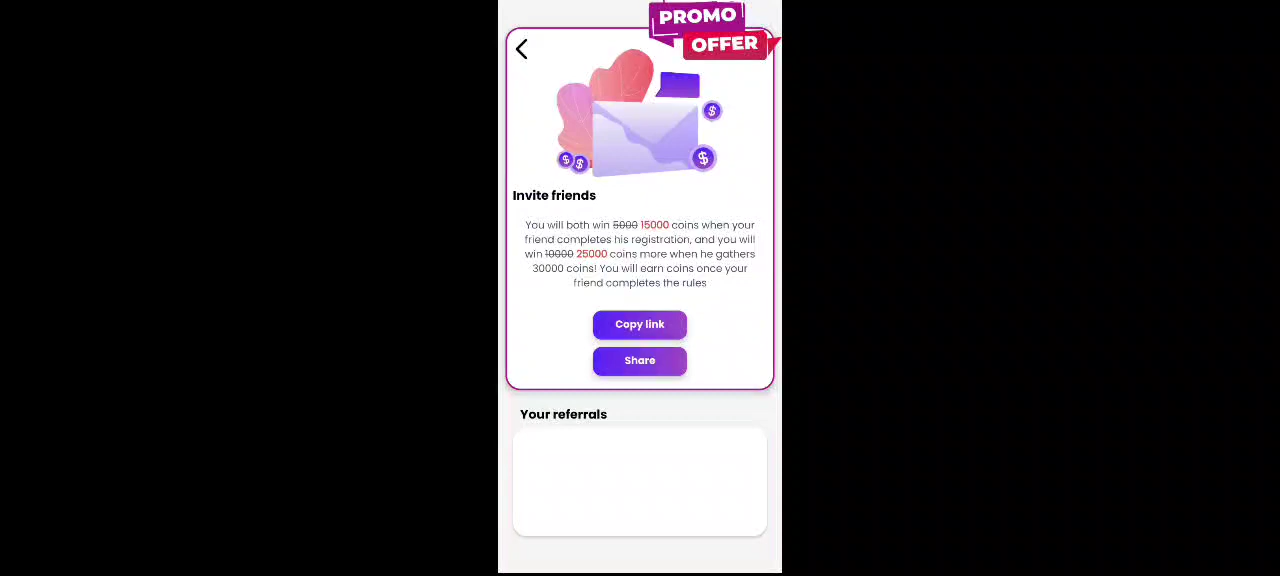 PROMO
OFFER
$
$
$ $
Invite friends
You will both win 5000 15000 coins when your
friend completes his registration, and you will
win 10000 25000 coins more when he gathers
30000 coins! You will earn coins once your
friend completes the rules
Copy link
Share
Your referrals